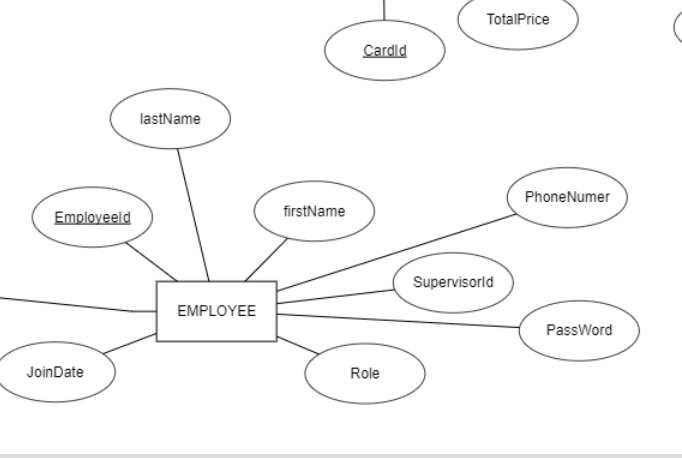 TotalPrice
CardId
lastName
firstName
PhoneNumer
EmployeeId
SupervisorId
EMPLOYEE
PassWord
JoinDate
Role